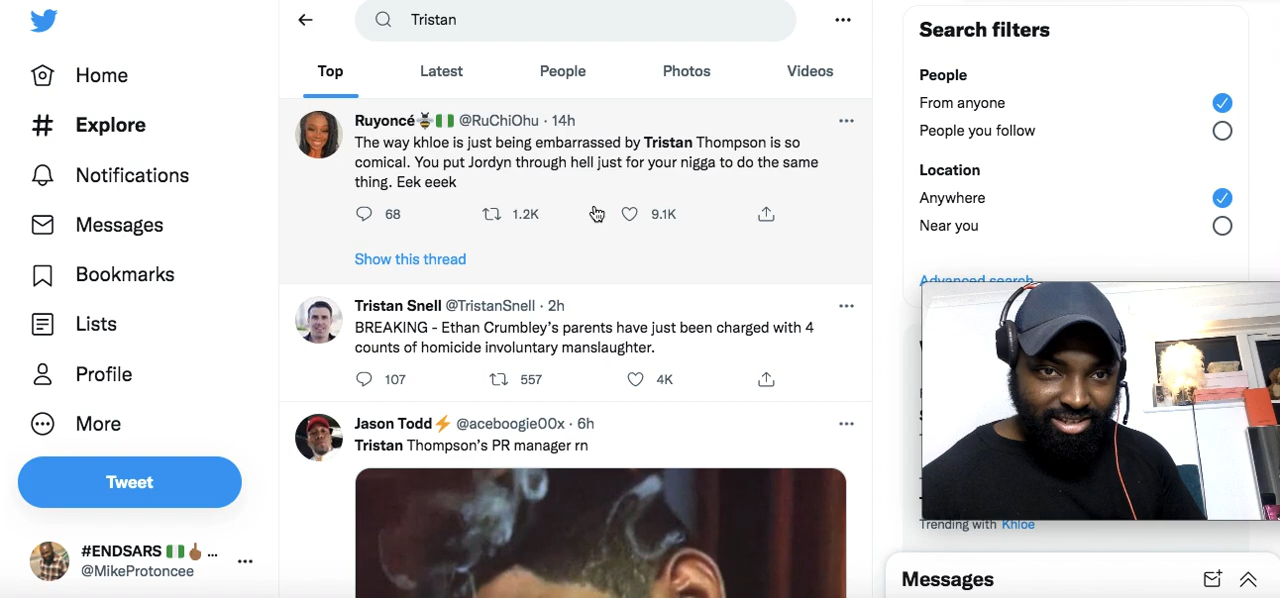 Tristan
Home
Explore
Notifications
Messages
Bookmarks
Lists
Profile
More
Tweet
#ENDSARS 🇳🇬🖕🏾 ...
@MikeProtoncee
Top Latest People Photos Videos
Ruyoncé🐝🇳🇬 @RuChiOhu · 14h
The way khloe is just being embarrassed by Tristan Thompson is so
comical. You put Jordyn through hell just for your nigga to do the same
thing. Eek eeek
68 1.2K 9.1K
Show this thread
Tristan Snell @TristanSnell · 2h
BREAKING - Ethan Crumbley's parents have just been charged with 4
counts of homicide involuntary manslaughter.
107 557 4K
Jason Todd⚡ @aceboogie00x · 6h
Tristan Thompson's PR manager rn
Search filters
People
From anyone
People you follow
Location
Anywhere
Near you
Advanced search
Trending with Khloe
Messages